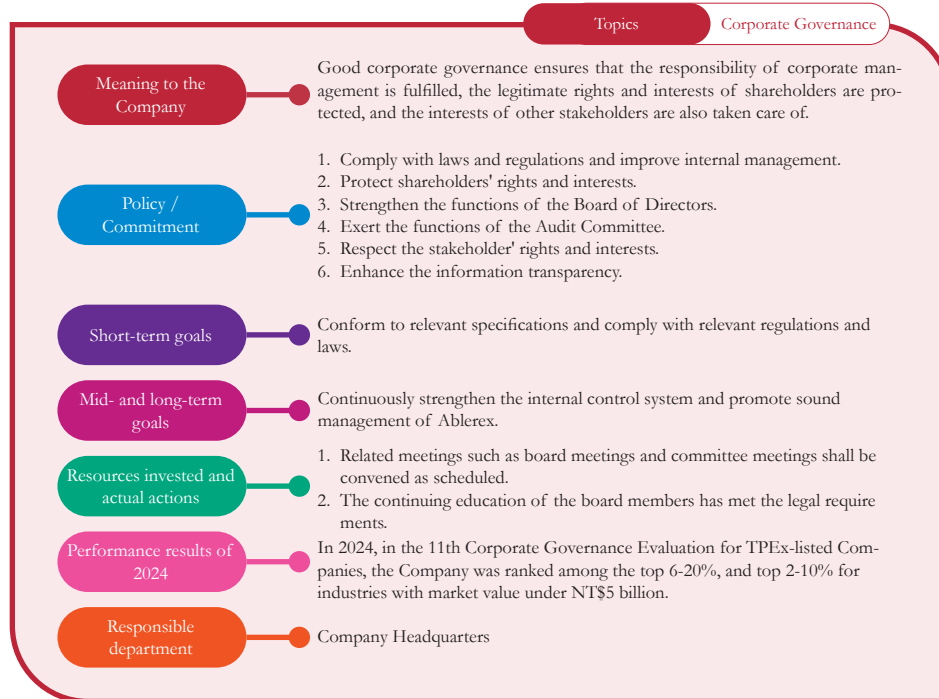 Topics
Corporate Governance
Meaning to the
Company
Good corporate governance ensures that the responsibility of corporate man-
agement is fulfilled, the legitimate rights and interests of shareholders are pro-
tected, and the interests of other stakeholders are also taken care of.
Policy /
Commitment
1. Comply with laws and regulations and improve internal management.
2. Protect shareholders' rights and interests.
3. Strengthen the functions of the Board of Directors.
4. Exert the functions of the Audit Committee.
5. Respect the stakeholder' rights and interests.
6. Enhance the information transparency.
Short-term goals
Conform to relevant specifications and comply with relevant regulations and
laws.
Mid- and long-term
goals
Continuously strengthen the internal control system and promote sound
management of Ablerex.
Resources invested and
actual actions
1. Related meetings such as board meetings and committee meetings shall be
convened as scheduled.
2. The continuing education of the board members has met the legal require
ments.
Performance results of
2024
In 2024, in the 11th Corporate Governance Evaluation for TPEx-listed Com-
panies, the Company was ranked among the top 6-20%, and top 2-10% for
industries with market value under NT$5 billion.
Responsible
department
Company Headquarters